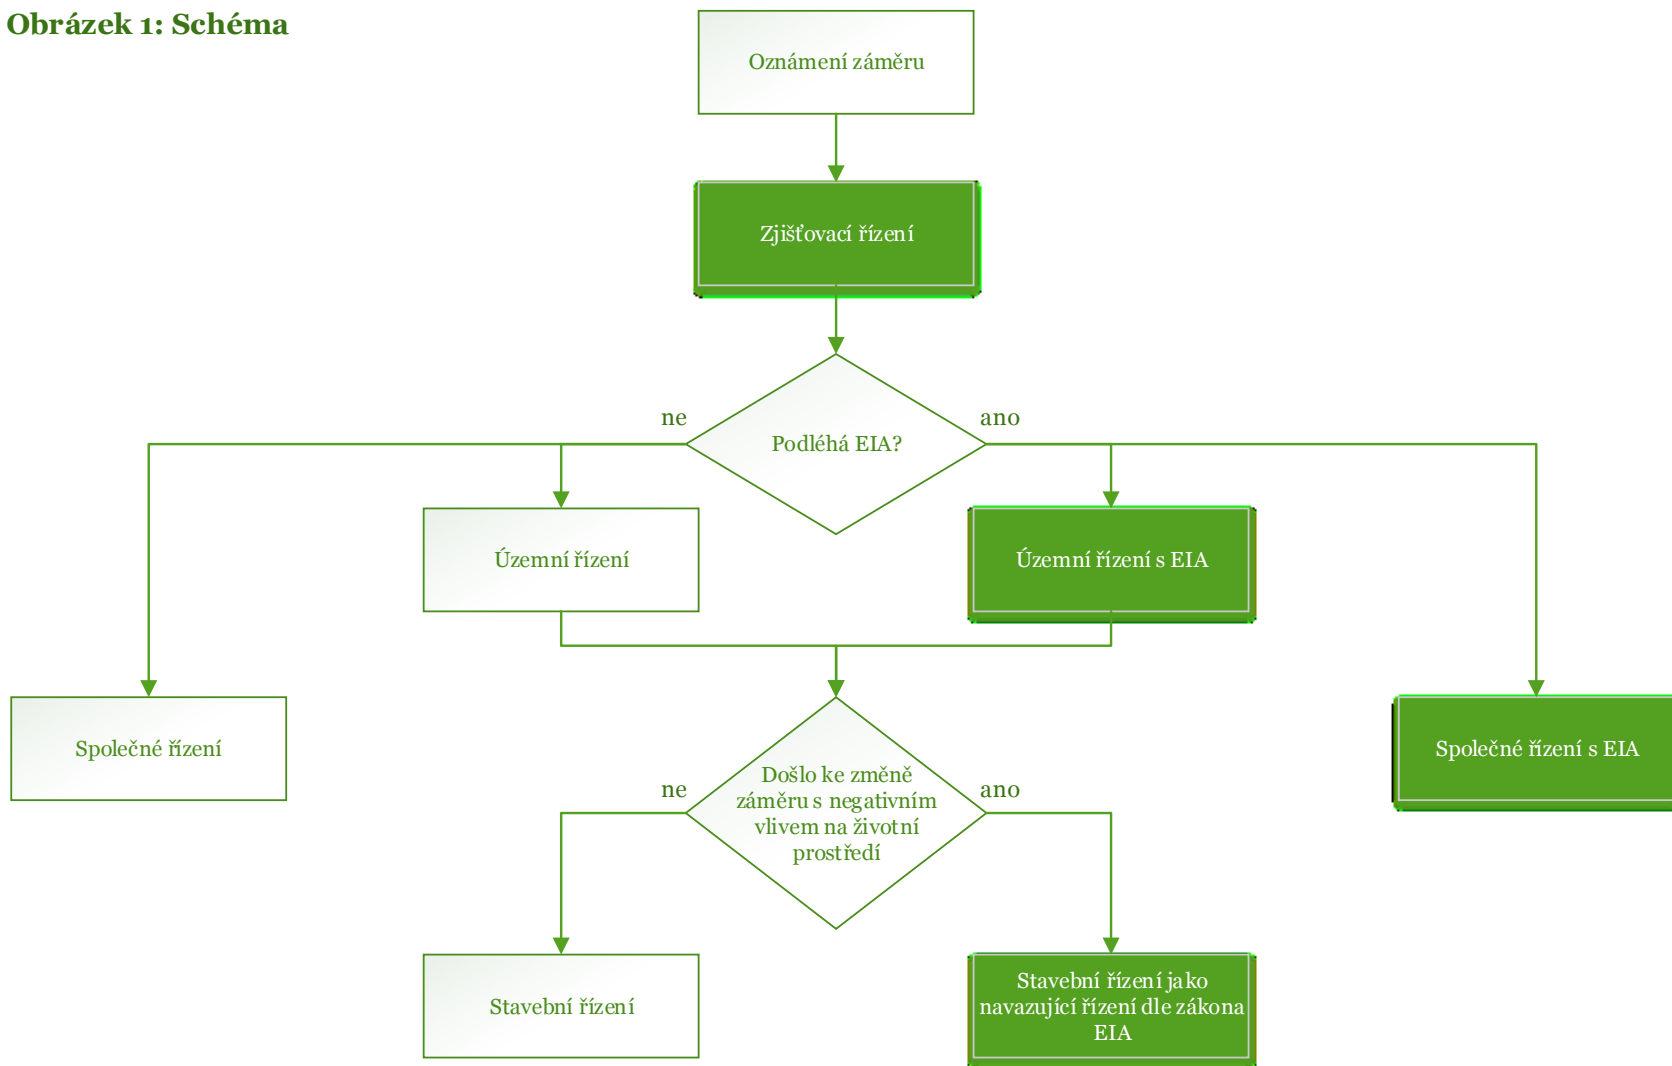 Obrázek 1: Schéma
Oznámení záměru
Zjišťovací řízení
ne
ano
Podléhá EIA?
Územní řízení
Územní řízení s EIA
Společné řízení
Společné řízení s EIA
ne
ano
Došlo ke změně
záměru s negativním
vlivem na životní
prostředí
Stavební řízení
Stavební řízení jako
navazující řízení dle zákona
EIA